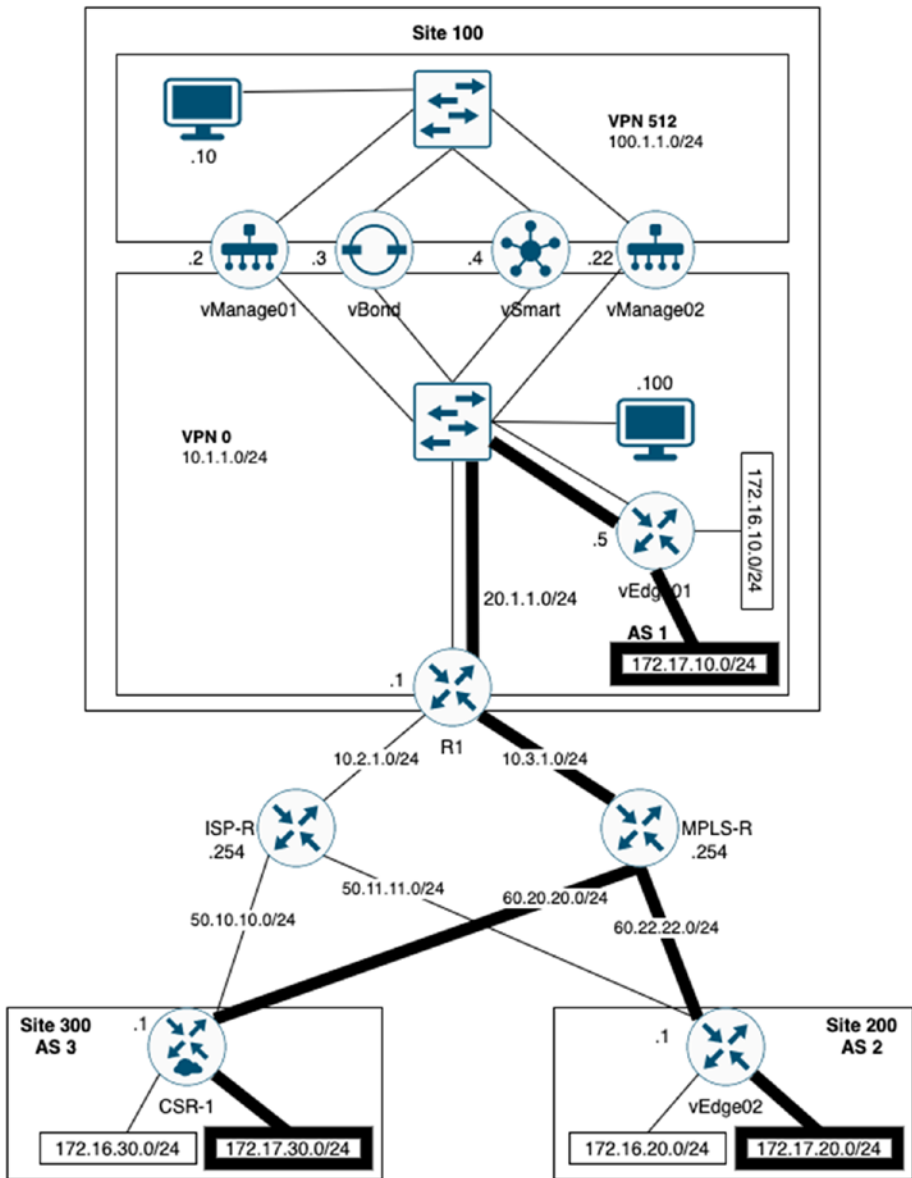 Site 100
.10
VPN 512
100.1.1.0/24
.2
.3
.4
.22
vManage01
vBond
vSmart
vManage02
VPN 0
10.1.1.0/24
.100
172.16.10.0/24
.5
vEdge01
20.1.1.0/24
AS 1
172.17.10.0/24
.1
R1
10.2.1.0/24
10.3.1.0/24
ISP-R
.254
MPLS-R
.254
50.11.11.0/24
60.20.20.0/24
50.10.10.0/24
60.22.22.0/24
Site 300
AS 3
.1
CSR-1
172.16.30.0/24
172.17.30.0/24
.1
Site 200
AS 2
vEdge02
172.16.20.0/24
172.17.20.0/24